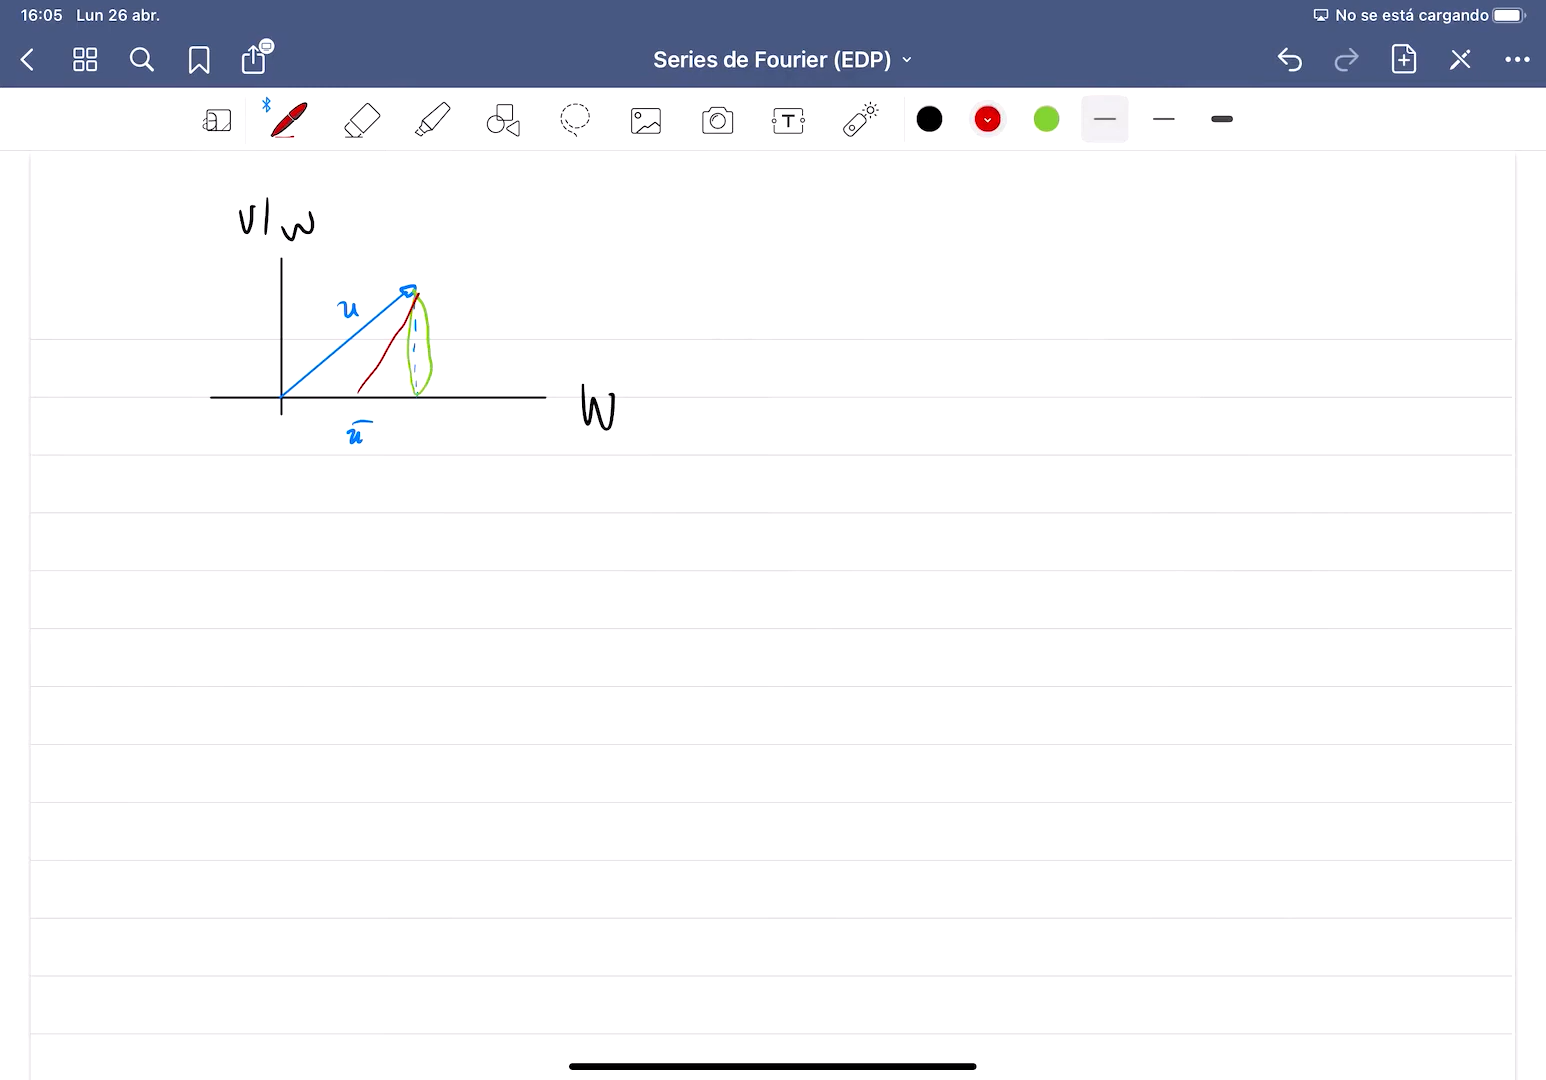 16:05 Lun 26 abr. No se está cargando
Series de Fourier (EDP)
T
V|w
u
W
ū